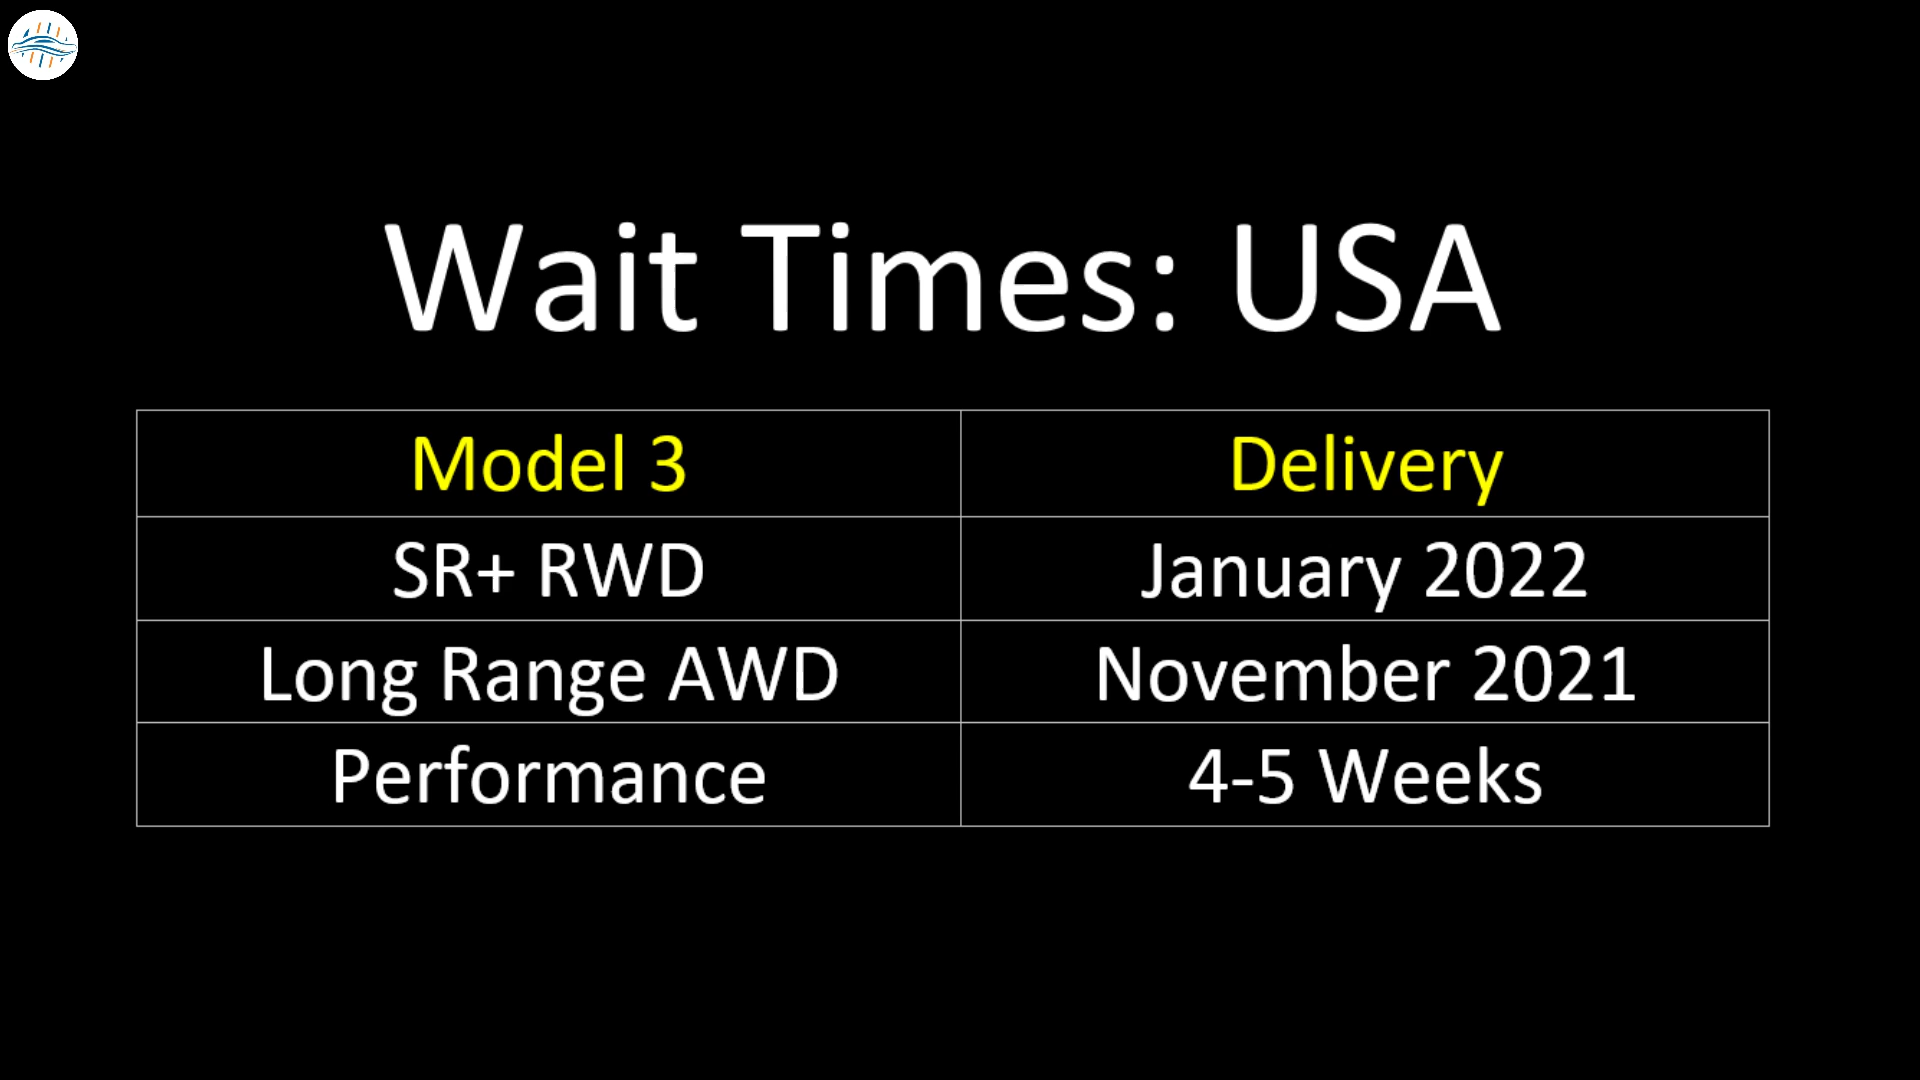 Wait Times: USA
Model 3 Delivery
SR+ RWD January 2022
Long Range AWD November 2021
Performance 4-5 Weeks